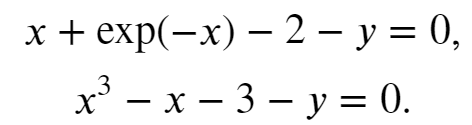 x + exp(−x) − 2 − y = 0,
x³ − x − 3 − y = 0.